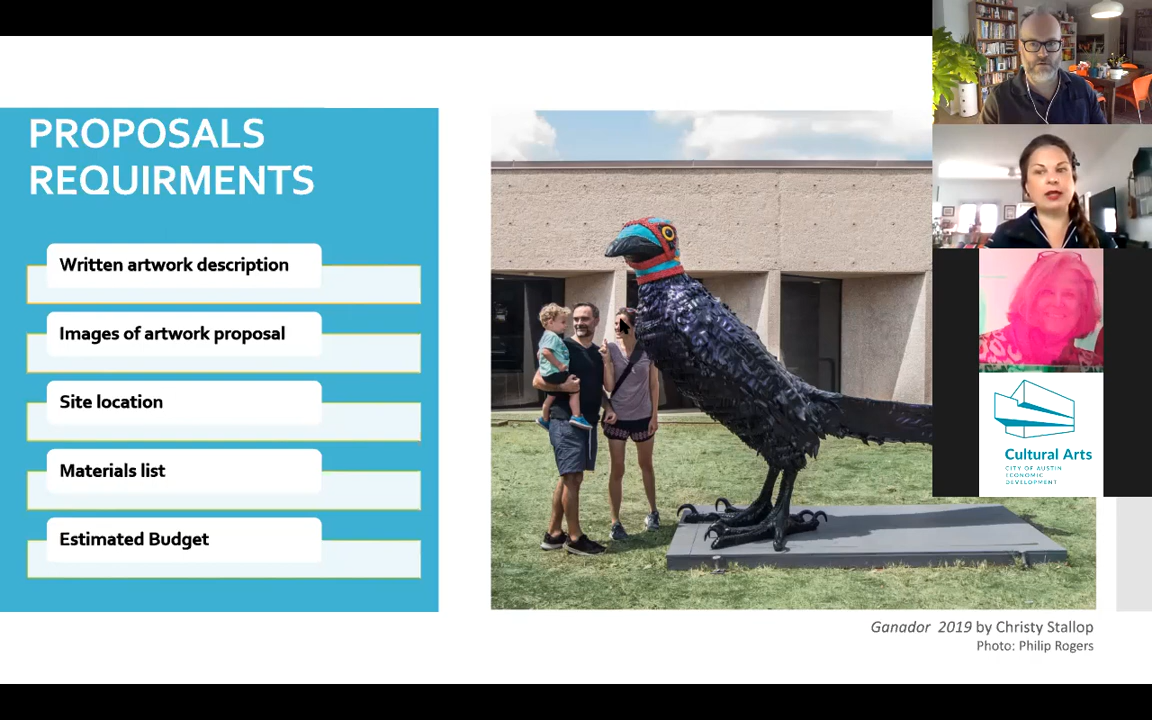 PROPOSALS
REQUIRMENTS
Written artwork description
Images of artwork proposal
Site location
Materials list
Estimated Budget
Ganador 2019 by Christy Stallop
Photo: Philip Rogers
Cultural Arts
CITY OF AUSTIN
ECONOMIC
DEVELOPMENT